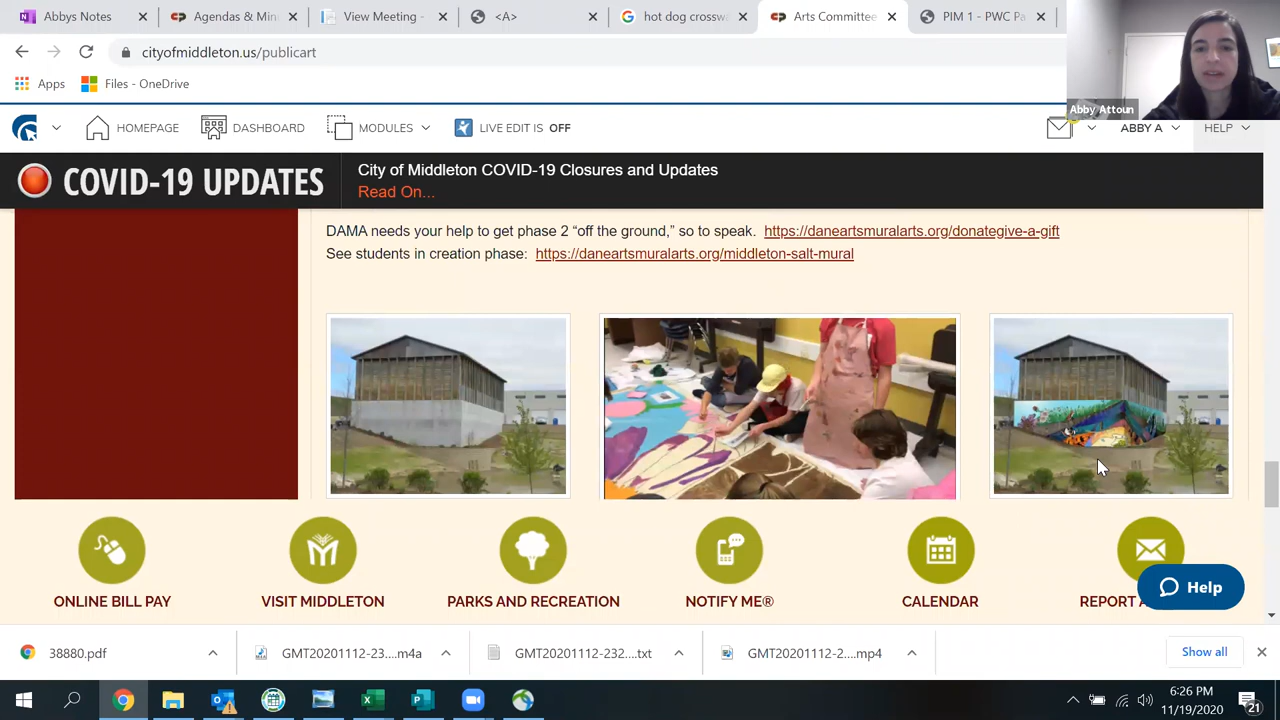 Abbys Notes
Agendas & Min
View Meeting -
<A>
hot dog crossw
Arts Committee
PIM 1 - PWC Pa
cityofmiddleton.us/publicart
Apps
Files - OneDrive
Abby Attoun
HOMEPAGE
DASHBOARD
MODULES
LIVE EDIT IS OFF
ABBY A
HELP
COVID-19 UPDATES
City of Middleton COVID-19 Closures and Updates
Read On...
DAMA needs your help to get phase 2 “off the ground,” so to speak. https://daneartsmuralarts.org/donategive-a-gift
See students in creation phase: https://daneartsmuralarts.org/middleton-salt-mural
ONLINE BILL PAY
VISIT MIDDLETON
PARKS AND RECREATION
NOTIFY ME®
CALENDAR
REPORT A
Help
38880.pdf
GMT20201112-23....m4a
GMT20201112-232....txt
GMT20201112-2....mp4
Show all
6:26 PM
11/19/2020
21